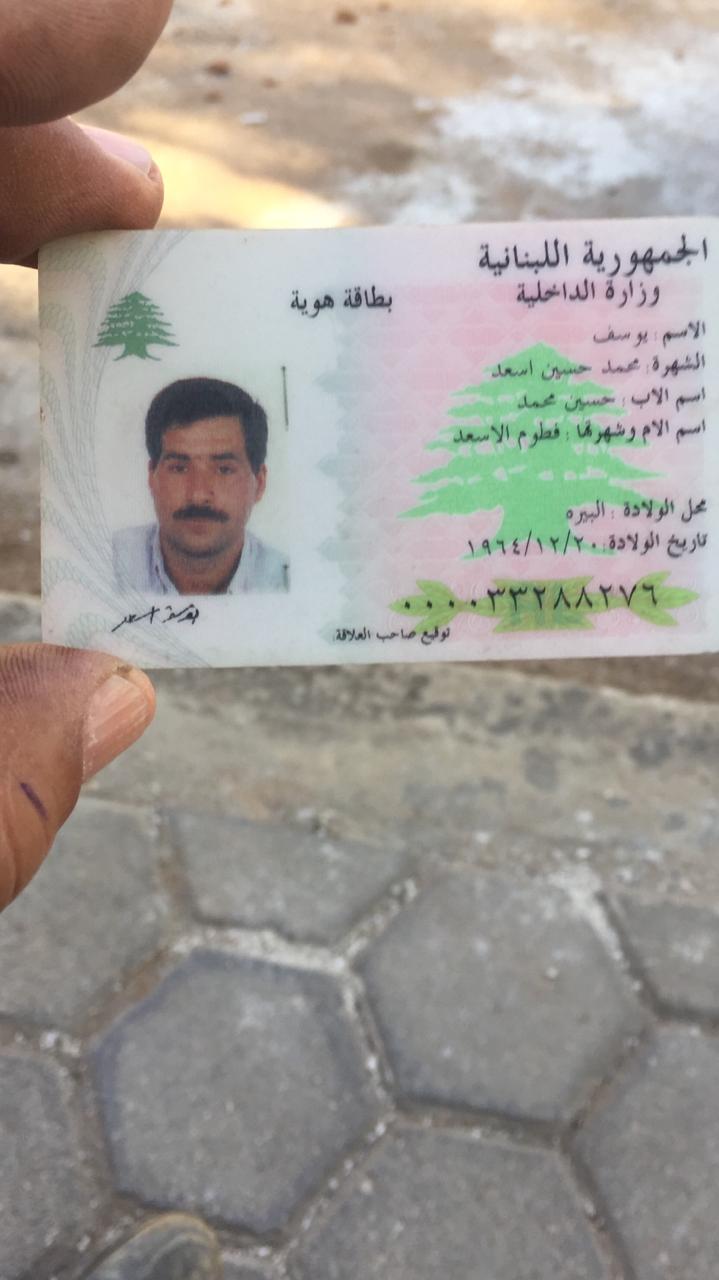 الجمهورية اللبنانية
وزارة الداخلية
بطاقة هوية
الاسم : يوسف
الشهرة : محمد حسين اسعد
اسم الاب : حسين محمد
اسم الام وشهرتها : فطوم الاسعد
محل الولادة : البيره
تاريخ الولادة : ١٩٦٤/١٢/٢٠
٠٠٠٠٣٣٢٨٨٢٧٦
توقيع صاحب العلاقة
يوسف اسعد